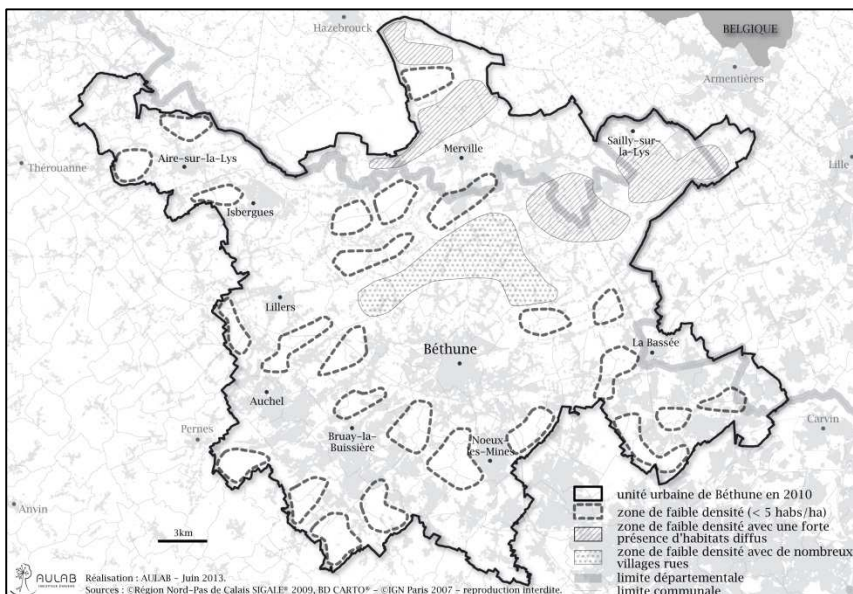 Hazebrouck
BELGIQUE
Armentières
Sailly-sur-
la-Lys
Merville
Thérouanne
Aire-sur-la-Lys
Lille
Isbergues
Lillers
La Bassée
Béthune
Auchel
Pernes
Bruay-la-
Buissière
Noeux
les-Mines
Carvin
Anvin
3km
unité urbaine de Béthune en 2010
zone de faible densité (< 5 habs/ha)
zone de faible densité avec une forte
présence d'habitats diffus
zone de faible densité avec de nombreux
villages rues
limite départementale
limite communale
AULAB
Réalisation : AULAB - Juin 2013.
Sources : ©Région Nord-Pas de Calais SIGALE® 2009, BD CARTO® - ©IGN Paris 2007 - reproduction interdite.